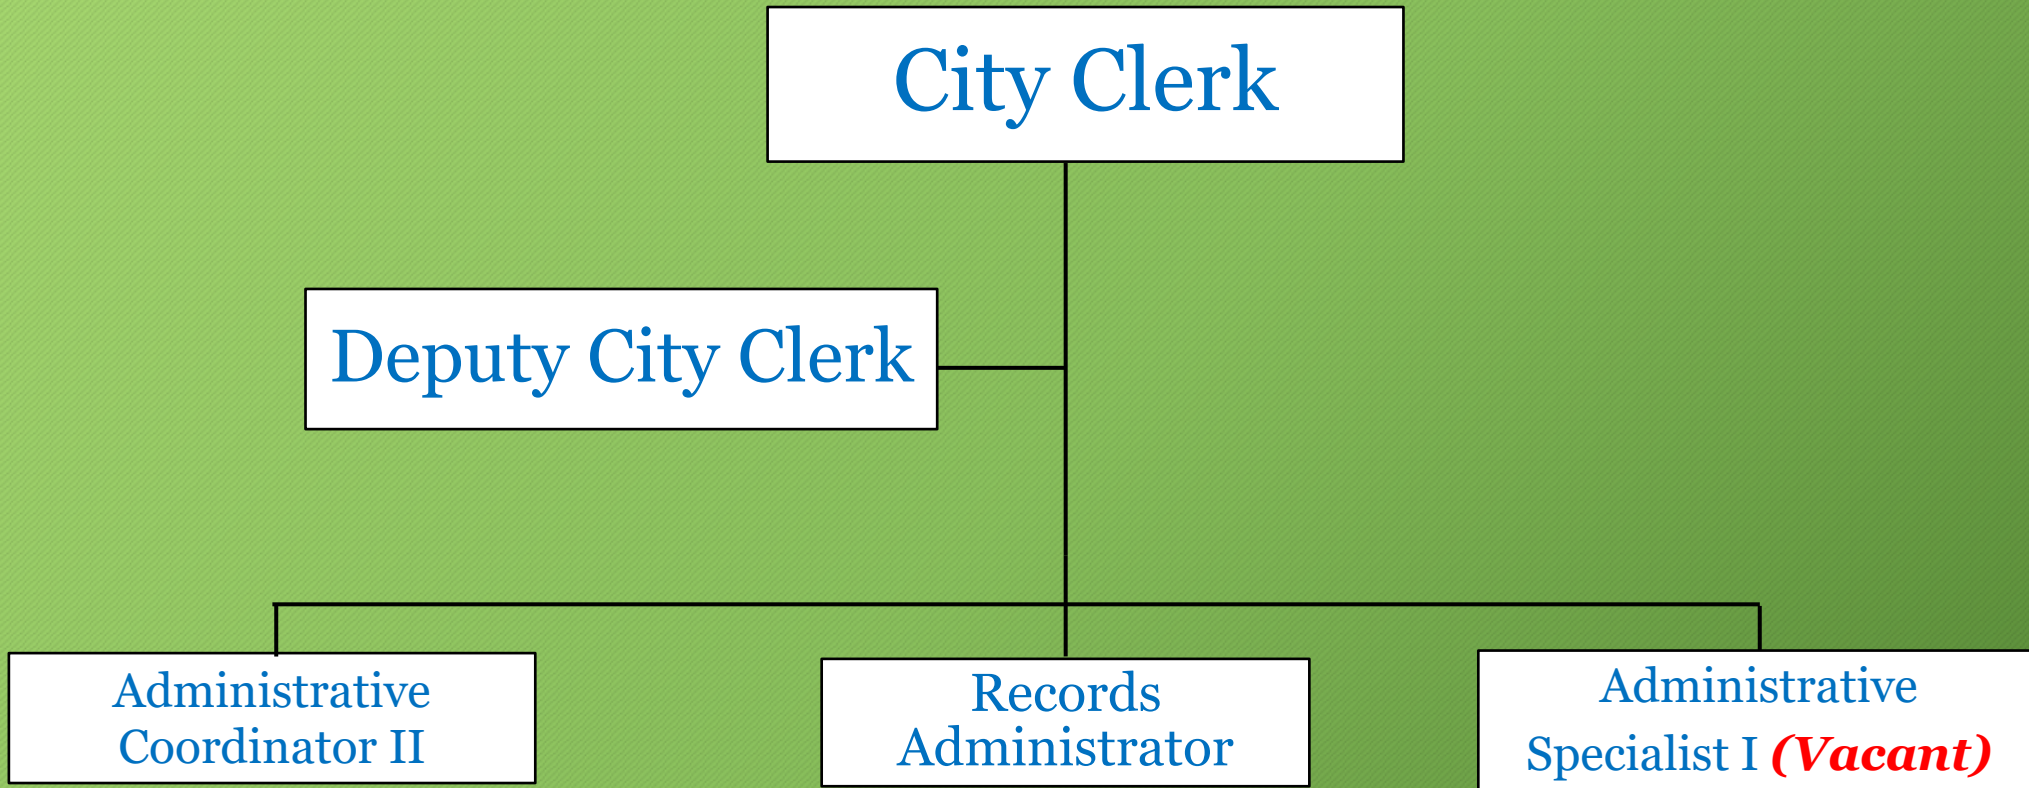 City Clerk
Deputy City Clerk
Administrative
Coordinator II
Records
Administrator
Administrative
Specialist I (Vacant)